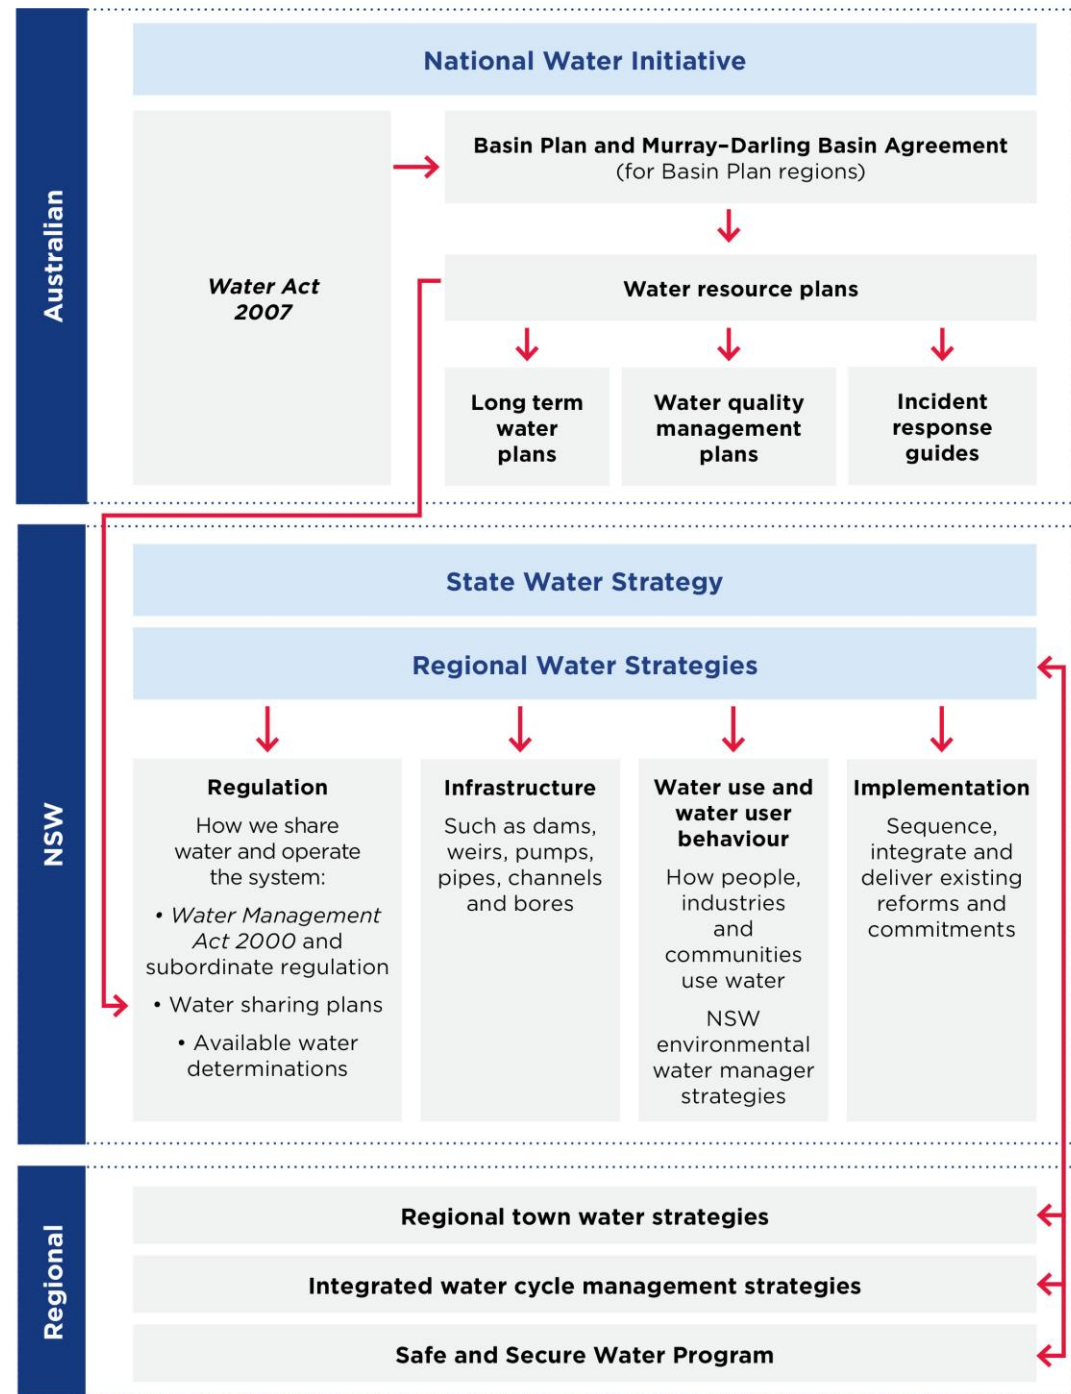 Australian
National Water Initiative
Water Act
2007
Basin Plan and Murray–Darling Basin Agreement
(for Basin Plan regions)
Water resource plans
Long term
water
plans
Water quality
management
plans
Incident
response
guides
NSW
State Water Strategy
Regional Water Strategies
Regulation
How we share
water and operate
the system:
• Water Management
Act 2000 and
subordinate regulation
• Water sharing plans
• Available water
determinations
Infrastructure
Such as dams,
weirs, pumps,
pipes, channels
and bores
Water use and
water user
behaviour
How people,
industries
and
communities
use water
NSW
environmental
water manager
strategies
Implementation
Sequence,
integrate and
deliver existing
reforms and
commitments
Regional
Regional town water strategies
Integrated water cycle management strategies
Safe and Secure Water Program